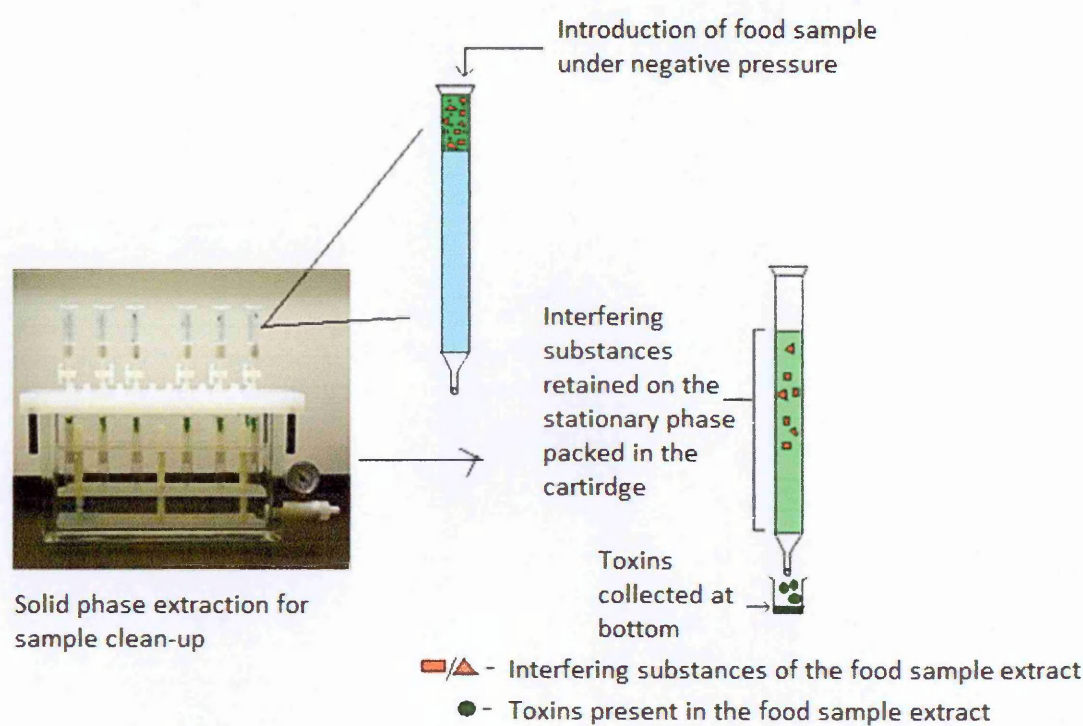 Introduction of food sample
under negative pressure
Interfering
substances
retained on the
stationary phase
packed in the
cartirdge
Solid phase extraction for
sample clean-up
Toxins
collected at
bottom
/ - Interfering substances of the food sample extract
- Toxins present in the food sample extract